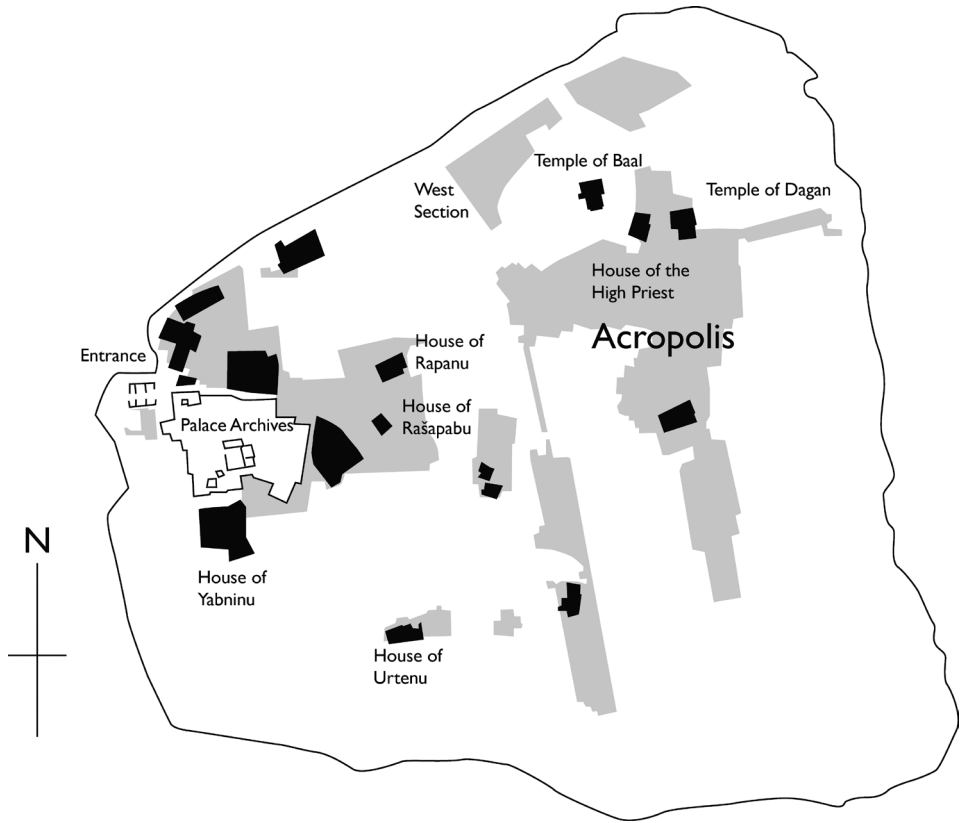 Temple of Baal
West
Section
Temple of Dagan
House of the
High Priest
Acropolis
Entrance
House of
Rapanu
House of
Rašapabu
Palace Archives
N
House of
Yabninu
House of
Urtenu